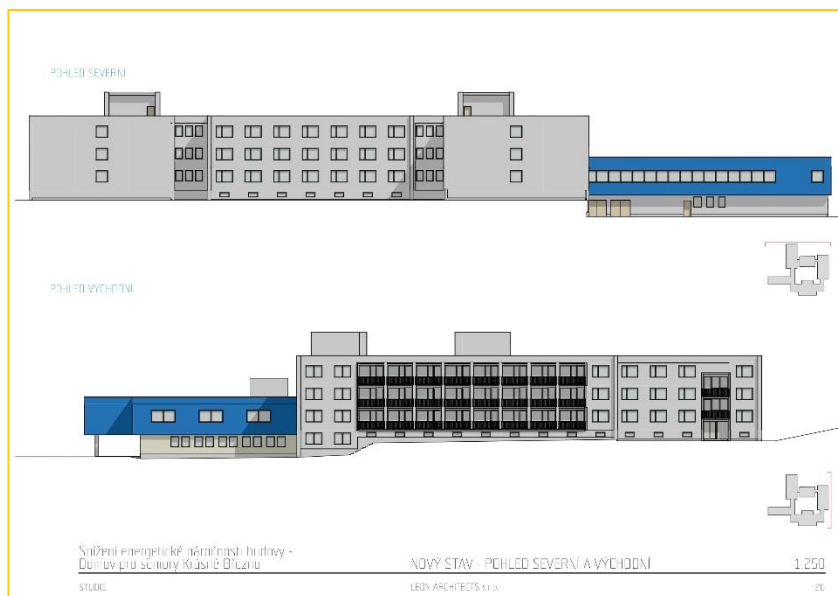 POHLED SEVERNÍ
POHLED VÝCHODNÍ
Snížení energetické náročnosti budovy -
Domov pro seniory Krásné Březno
NOVÝ STAV - POHLED SEVERNÍ A VÝCHODNÍ
1:250
STUDIE
LEON ARCHITECTS s.r.o.